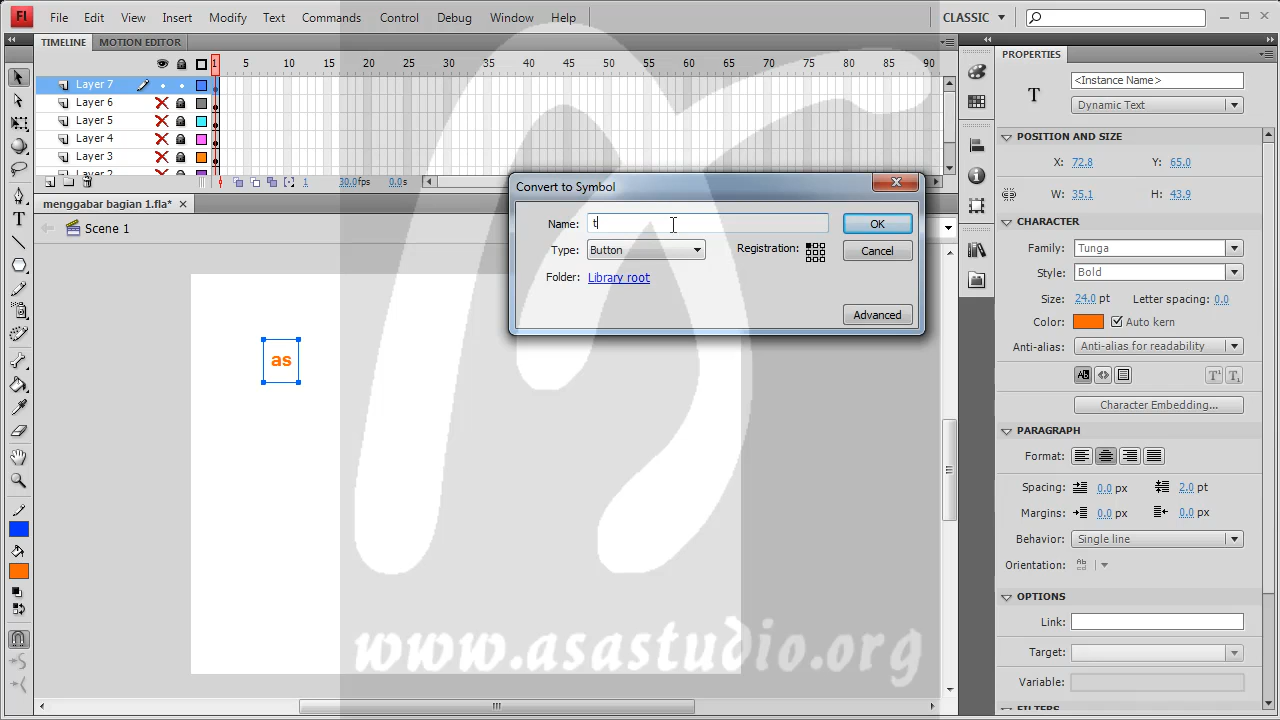 Fl File Edit View Insert Modify Text Commands Control Debug Window Help CLASSIC
TIMELINE MOTION EDITOR
1 5 10 15 20 25 30 35 40 45 50 55 60 65 70 75 80 85 90
Layer 7
Layer 6
Layer 5
Layer 4
Layer 3
1 30.0fps 0.0s
menggabar bagian 1.fla*
Scene 1
as
Convert to Symbol
Name: t
OK
Type: Button
Registration:
Cancel
Folder: Library root
Advanced
PROPERTIES
T
<Instance Name>
Dynamic Text
POSITION AND SIZE
X: 72.8 Y: 65.0
W: 35.1 H: 43.9
CHARACTER
Family: Tunga
Style: Bold
Size: 24.0 pt Letter spacing: 0.0
Color: Auto kern
Anti-alias: Anti-alias for readability
Character Embedding...
PARAGRAPH
Format:
Spacing: 0.0 px 2.0 pt
Margins: 0.0 px 0.0 px
Behavior: Single line
Orientation:
OPTIONS
Link:
Target:
Variable:
www.asastudio.org